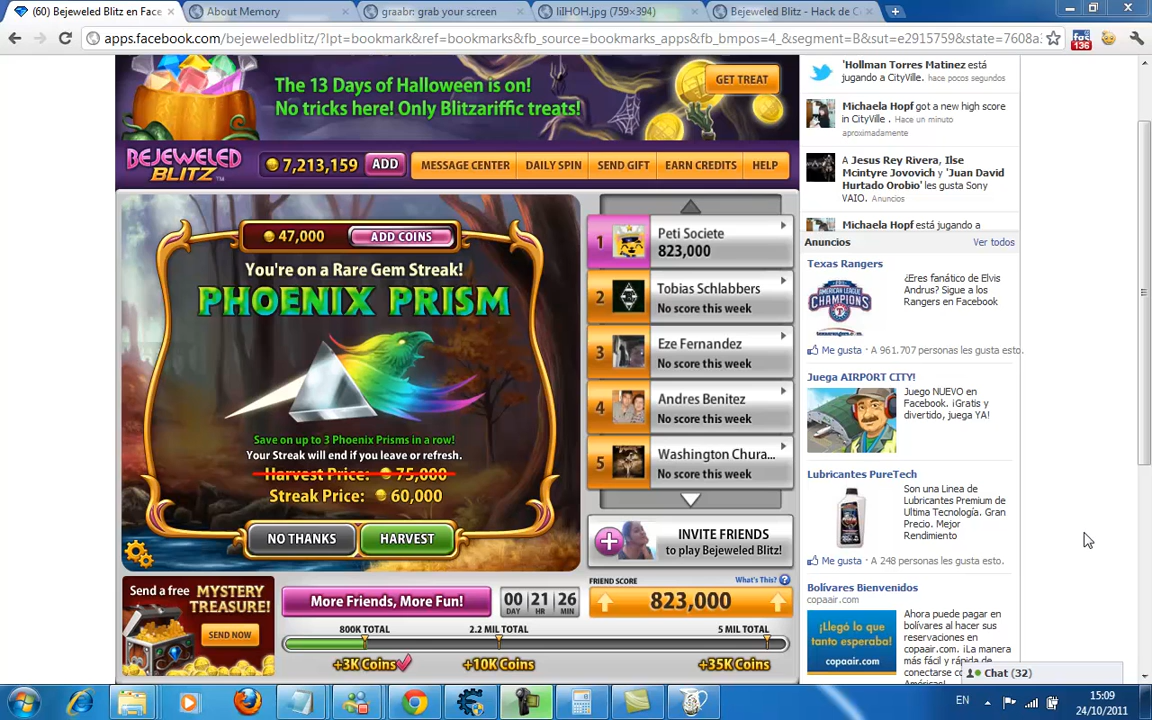 (60) Bejeweled Blitz en Face
About Memory
graabr: grab your screen
liIHOH.jpg (759×394)
Bejeweled Blitz - Hack de C
apps.facebook.com/bejeweledblitz/?lpt=bookmark&ref=bookmarks&fb_source=bookmarks_apps&fb_bmpos=4_&segment=B&sut=e2915759&state=7608a
136
The 13 Days of Halloween is on!
No tricks here! Only Blitzariffic treats!
GET TREAT
BEJEWELED
BLITZ
7,213,159
ADD
MESSAGE CENTER
DAILY SPIN
SEND GIFT
EARN CREDITS
HELP
47,000
ADD COINS
You're on a Rare Gem Streak!
PHOENIX PRISM
Save on up to 3 Phoenix Prisms in a row!
Your Streak will end if you leave or refresh.
Harvest Price: 75,000
Streak Price: 60,000
NO THANKS
HARVEST
1
Peti Societe
823,000
2
Tobias Schlabbers
No score this week
3
Eze Fernandez
No score this week
4
Andres Benitez
No score this week
5
Washington Chura...
No score this week
INVITE FRIENDS
to play Bejeweled Blitz!
Send a free
MYSTERY
TREASURE!
SEND NOW
More Friends, More Fun!
00 21 26
DAY HR MIN
FRIEND SCORE
What's This? ?
823,000
800K TOTAL
2.2 MIL TOTAL
5 MIL TOTAL
+3K Coins
+10K Coins
+35K Coins
'Hollman Torres Matinez está
jugando a CityVille. hace pocos segundos
Michaela Hopf got a new high score
in CityVille . Hace un minuto
aproximadamente
A Jesus Rey Rivera, Ilse
Mcintyre Jovovich y 'Juan David
Hurtado Orobio' les gusta Sony
VAIO. Anuncios
Michaela Hopf está jugando a
Anuncios
Ver todos
Texas Rangers
AMERICAN LEAGUE
CHAMPIONS
¿Eres fanático de Elvis
Andrus? Sigue a los
Rangers en Facebook
Me gusta · A 961.707 personas les gusta esto.
Juega AIRPORT CITY!
Juego NUEVO en
Facebook. ¡Gratis y
divertido, juega YA!
Lubricantes PureTech
Son una Linea de
Lubricantes Premium de
Ultima Tecnología. Gran
Precio. Mejor
Rendimiento
Me gusta · A 248 personas les gusta esto.
Bolívares Bienvenidos
copaair.com
¡Llegó lo que
tanto esperaba!
copaair.com
Ahora puede pagar en
bolívares al hacer sus
reservaciones en
copaair.com. ¡La manera
más fácil y rápida de
conectarse c
Chat (32)
EN
15:09
24/10/2011